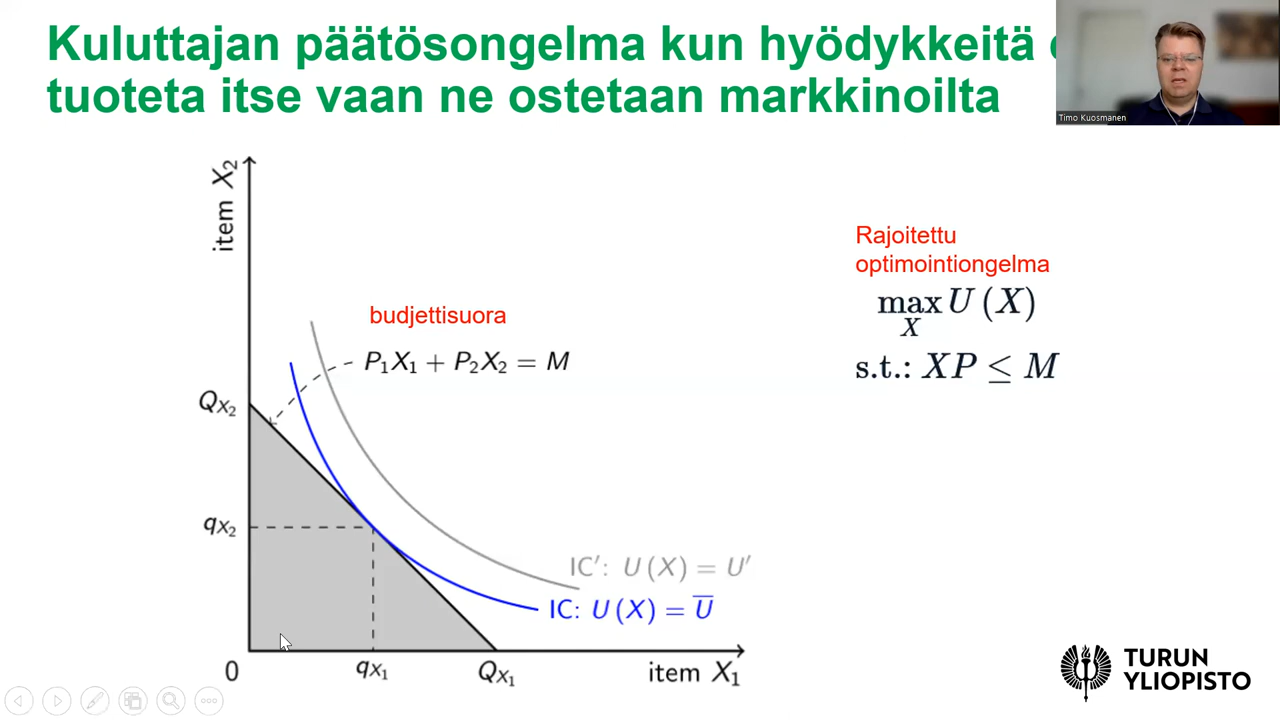 Kuluttajan päätösongelma kun hyödykkeitä
tuoteta itse vaan ne ostetaan markkinoilta
Timo Kuosmanen
item X₂
Rajoitettu
optimointiongelma
max U (X)
X
s.t.: XP ≤ M
budjettisuora
P₁X₁ + P₂X₂ = M
Q_X₂
q_X₂
IC′: U(X) = U′
IC: U(X) = U̅
0
q_X₁
Q_X₁
item X₁
TURUN
YLIOPISTO